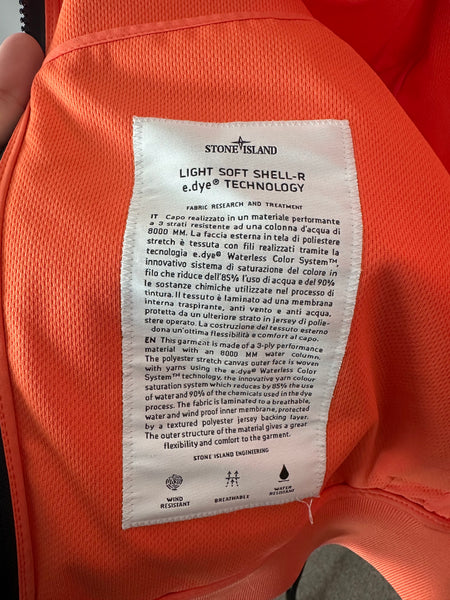 STONE ISLAND
LIGHT SOFT SHELL-R
e.dye® TECHNOLOGY
FABRIC RESEARCH AND TREATMENT
IT Capo realizzato in un materiale performante
a 3 strati resistente ad una colonna d'acqua di
8000 MM. La faccia esterna in tela di poliestere
stretch è tessuta con fili realizzati tramite la
tecnologia e.dye® Waterless Color System™,
innovativo sistema di saturazione del colore in
filo che riduce dell'85% l'uso di acqua e del 90%
le sostanze chimiche utilizzate nel processo di
tintura. Il tessuto è laminato ad una membrana
interna traspirante, anti vento e anti acqua,
protetta da un ulteriore strato in jersey di polie-
stere operato. La costruzione del tessuto esterno
dona un'ottima flessibilità e comfort al capo.
EN This garment is made of a 3-ply performance
material with an 8000 MM water column.
The polyester stretch canvas outer face is woven
with yarns using the e.dye® Waterless Color
System™ technology, the innovative yarn colour
saturation system which reduces by 85% the use
of water and 90% of the chemicals used in the dye
process. The fabric is laminated to a breathable,
water and wind proof inner membrane, protected
by a textured polyester jersey backing layer.
The outer structure of the material gives a great
flexibility and comfort to the garment.
STONE ISLAND ENGINEERING
WIND
RESISTANT
BREATHABLE
WATER
REPELLENT